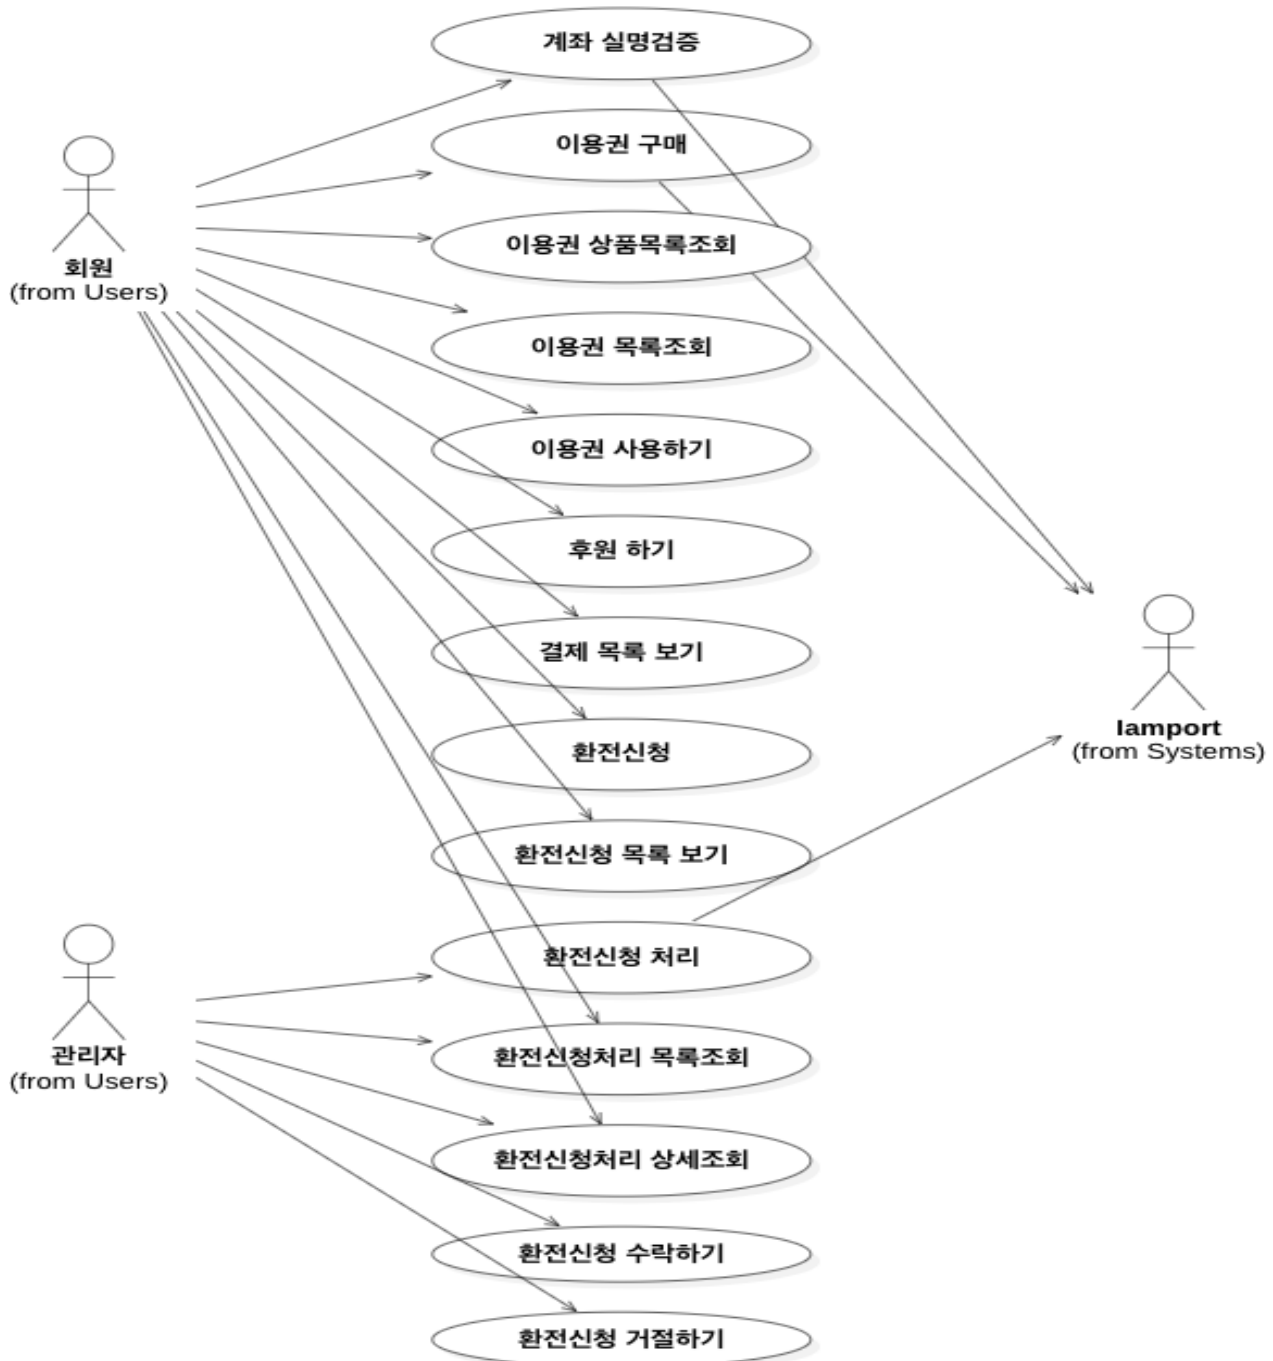 계좌 실명검증
이용권 구매
이용권 상품목록조회
회원
(from Users)
이용권 목록조회
이용권 사용하기
후원 하기
결제 목록 보기
환전신청
Iamport
(from Systems)
환전신청 목록 보기
환전신청 처리
관리자
(from Users)
환전신청처리 목록조회
환전신청처리 상세조회
환전신청 수락하기
환전신청 거절하기